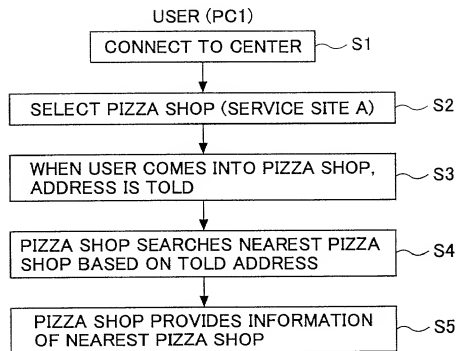 USER (PC1)
CONNECT TO CENTER
S1
SELECT PIZZA SHOP (SERVICE SITE A)
S2
WHEN USER COMES INTO PIZZA SHOP,
ADDRESS IS TOLD
S3
PIZZA SHOP SEARCHES NEAREST PIZZA
SHOP BASED ON TOLD ADDRESS
S4
PIZZA SHOP PROVIDES INFORMATION
OF NEAREST PIZZA SHOP
S5